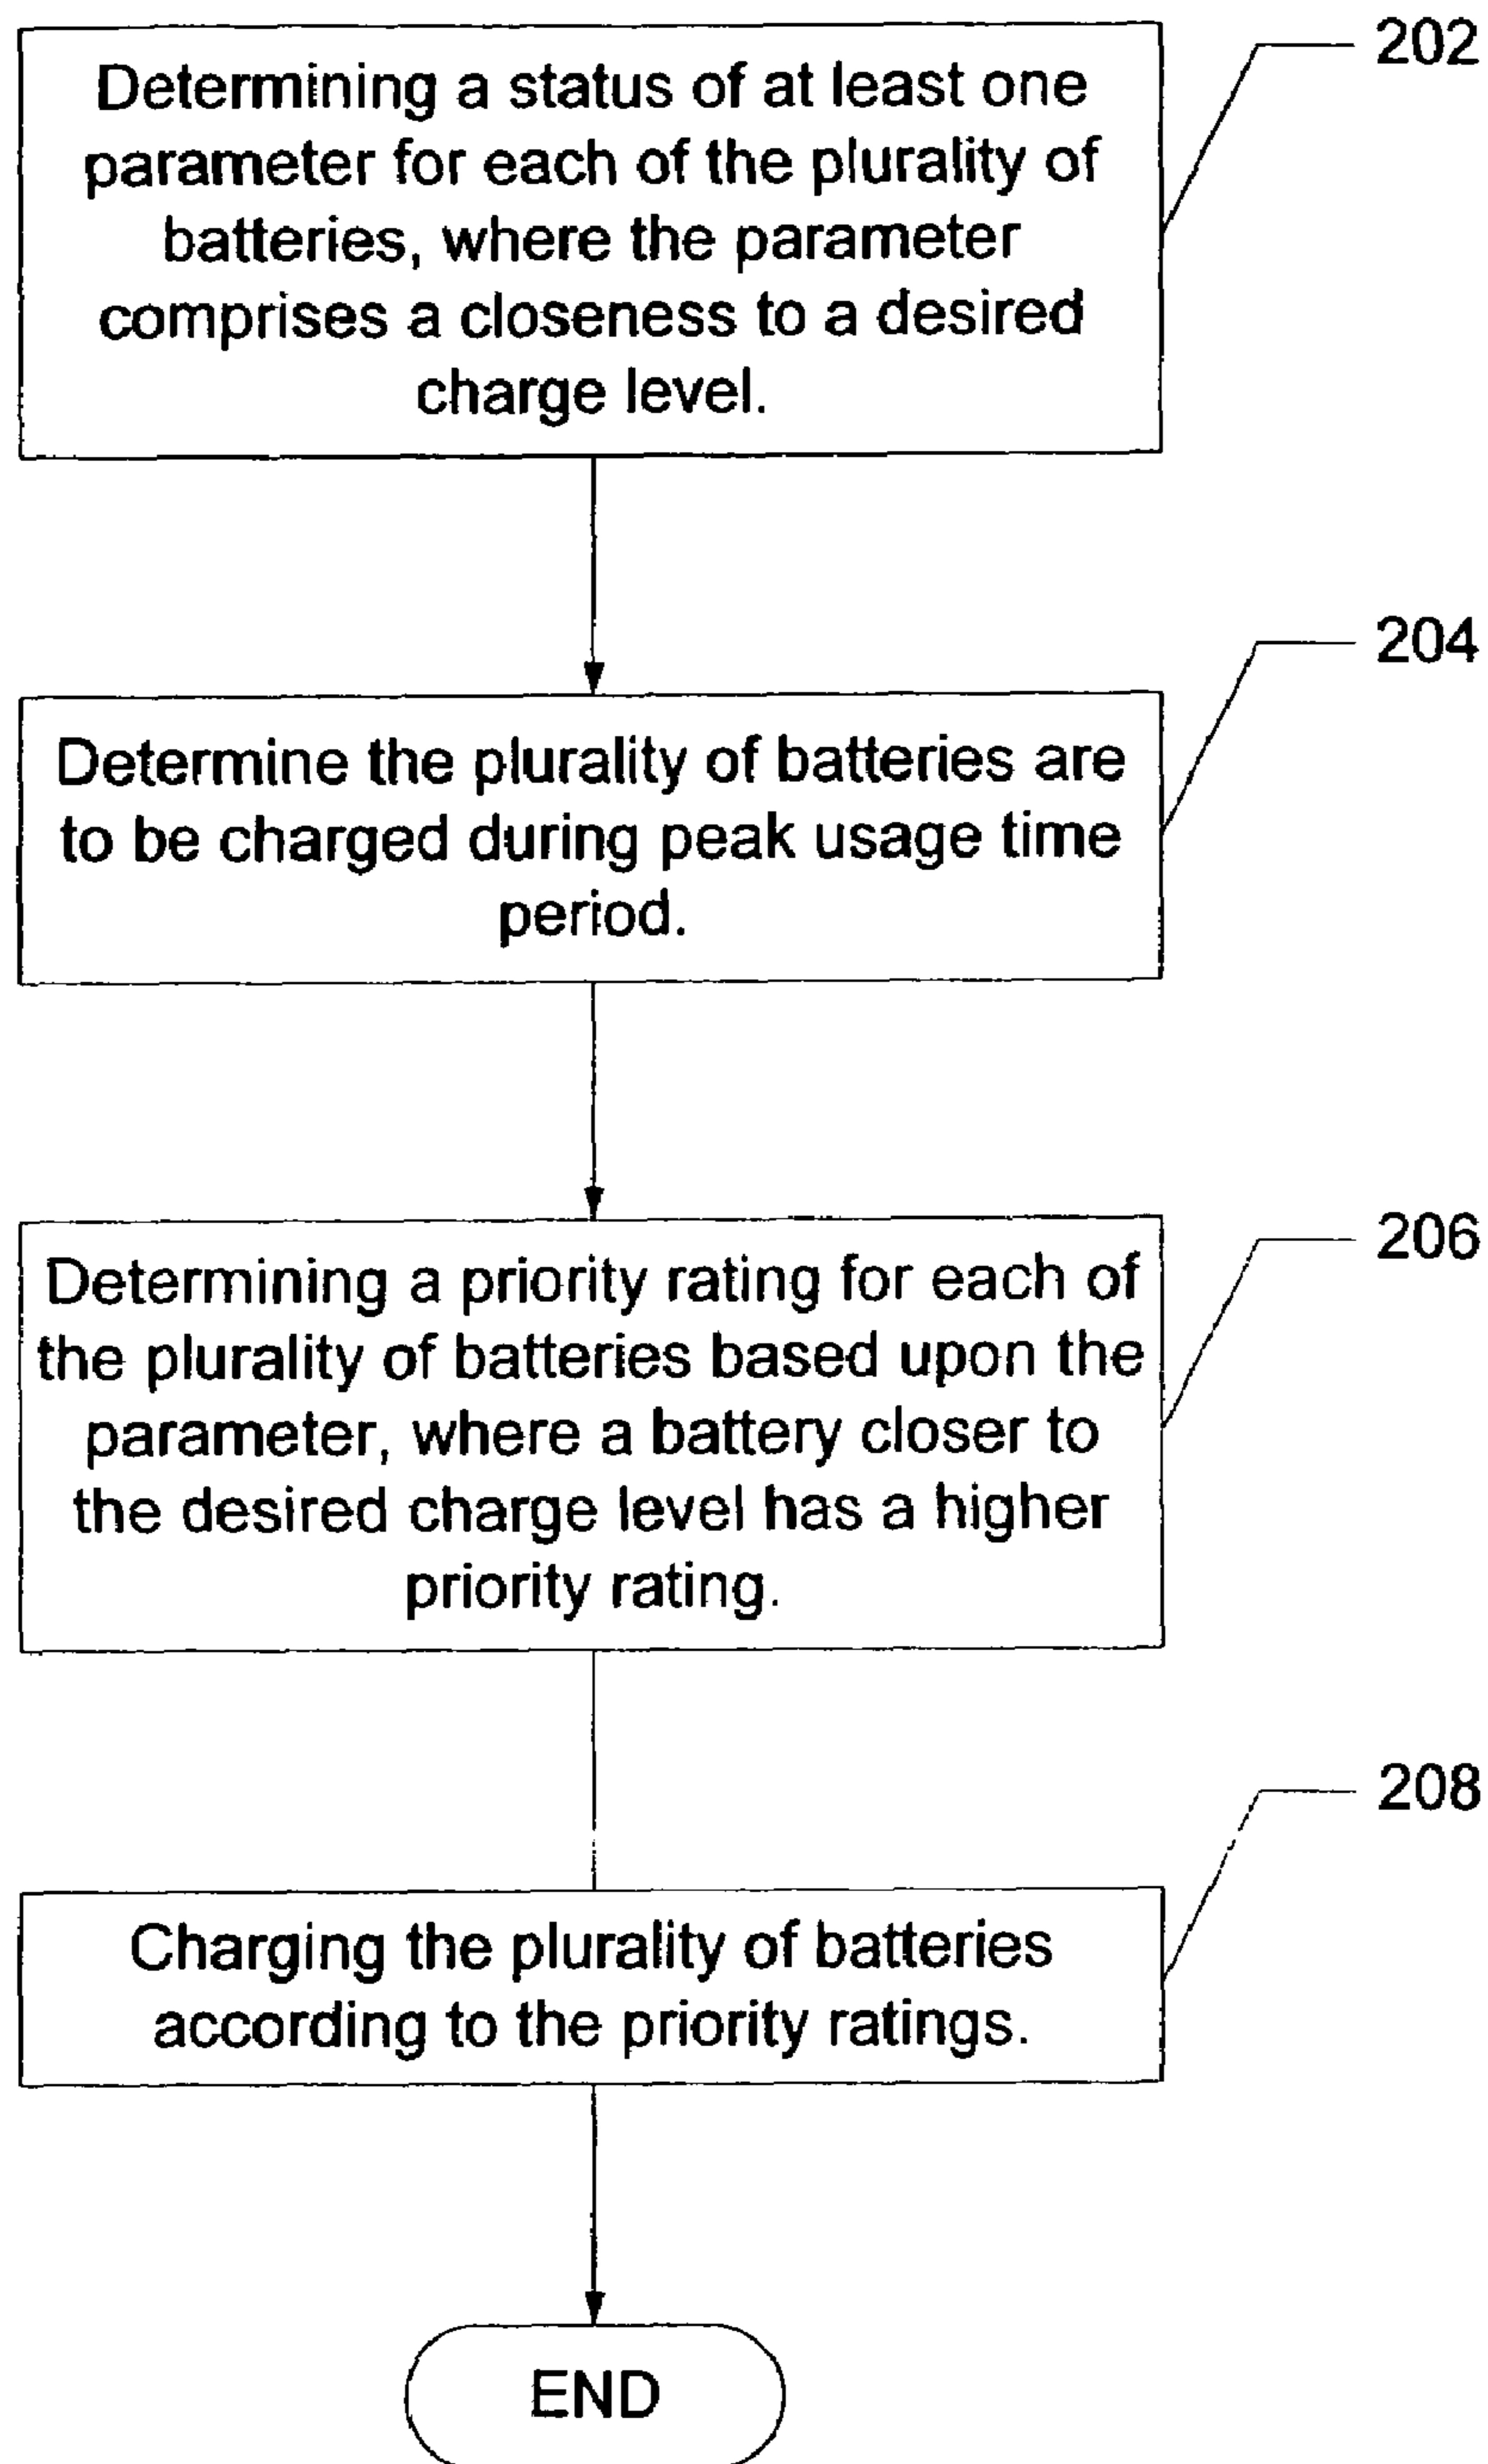 202
Determining a status of at least one
parameter for each of the plurality of
batteries, where the parameter
comprises a closeness to a desired
charge level.
204
Determine the plurality of batteries are
to be charged during peak usage time
period.
206
Determining a priority rating for each of
the plurality of batteries based upon the
parameter, where a battery closer to
the desired charge level has a higher
priority rating.
208
Charging the plurality of batteries
according to the priority ratings.
END